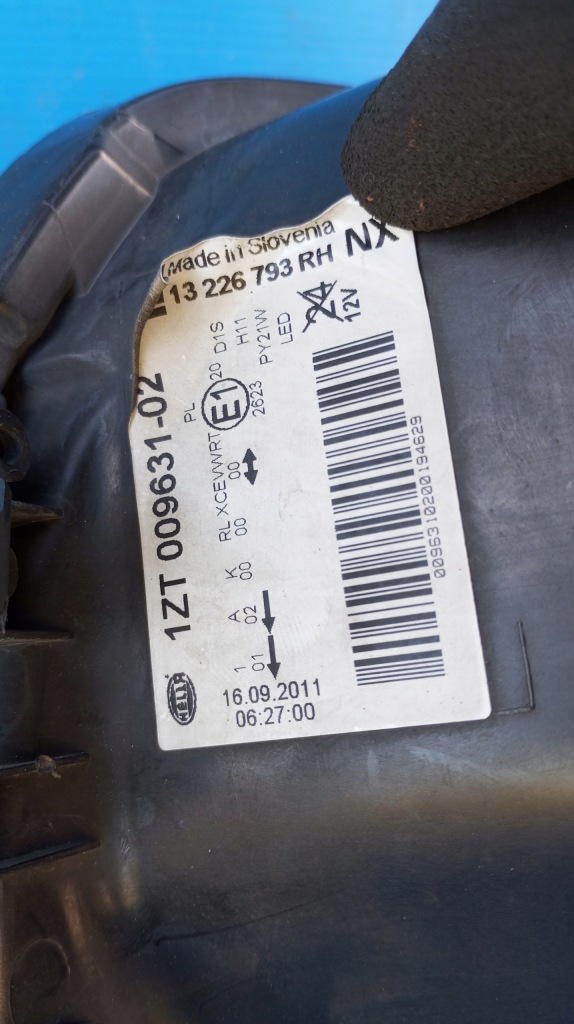 (Made in Slovenia
13 226 793 RH NX
1ZT 009631-02
PL
E1
20
2623
D1S
H11
PY21W
LED
24
12V
1 A K RL XCEVWRT
01 02 00 00 00
HELLA
16.09.2011
06:27:00
0096310200194629